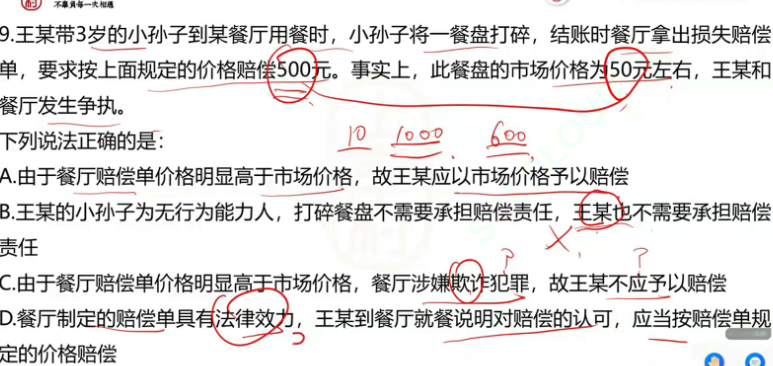 不辜負每一次相遇
9.王某带3岁的小孙子到某餐厅用餐时，小孙子将一餐盘打碎，结账时餐厅拿出损失赔偿
单，要求按上面规定的价格赔偿500元。事实上，此餐盘的市场价格为50元左右，王某和
餐厅发生争执。
下列说法正确的是：
10 1000 600
A.由于餐厅赔偿单价格明显高于市场价格，故王某应以市场价格予以赔偿
B.王某的小孙子为无行为能力人，打碎餐盘不需要承担赔偿责任，王某也不需要承担赔偿
责任
C.由于餐厅赔偿单价格明显高于市场价格，餐厅涉嫌欺诈犯罪，故王某不应予以赔偿
D.餐厅制定的赔偿单具有法律效力，王某到餐厅就餐说明对赔偿的认可，应当按赔偿单规
定的价格赔偿